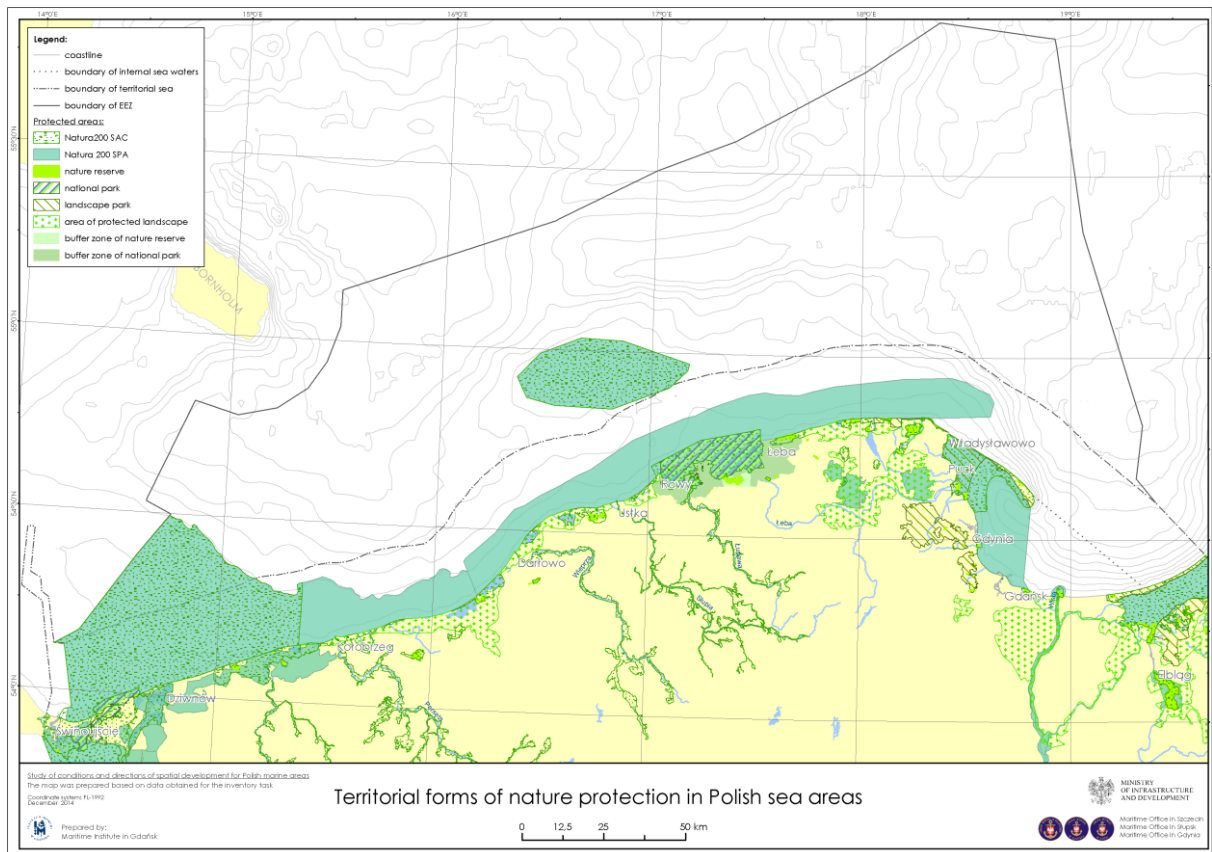 14°0'E 15°0'E 16°0'E 17°0'E 18°0'E 19°0'E
Legend:
coastline
boundary of internal sea waters
boundary of territorial sea
boundary of EEZ
Protected areas:
Natura200 SAC
Natura 200 SPA
nature reserve
national park
landscape park
area of protected landscape
buffer zone of nature reserve
buffer zone of national park
BORNHOLM
Władysławowo
Łeba
Puck
Rowy
Ustka
Łeba
Gdynia
Łupawa
Darłowo
Wieprza
Słupia
Gdańsk
Kołobrzeg
Elbląg
Dziwnów
Parsęta
Świnoujście
Study of conditions and directions of spatial development for Polish marine areas
The map was prepared based on data obtained for the inventory task
Coordinate systems PL-1992
December 2014
Prepared by:
Maritime Institute in Gdańsk
Territorial forms of nature protection in Polish sea areas
0 12,5 25 50 km
MINISTRY
OF INFRASTRUCTURE
AND DEVELOPMENT
Maritime Office in Szczecin
Maritime Office in Słupsk
Maritime Office in Gdynia